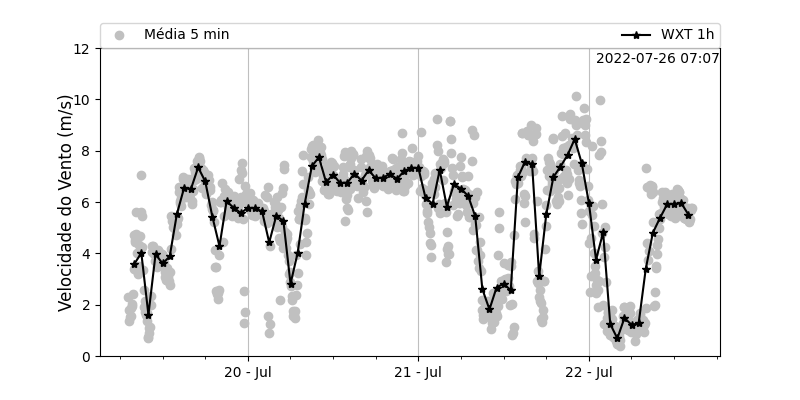 Média 5 min
WXT 1h
2022-07-26 07:07
Velocidade do Vento (m/s)
12
10
8
6
4
2
0
20 - Jul
21 - Jul
22 - Jul